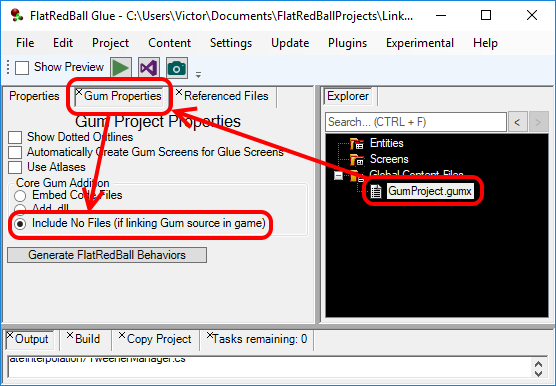 FlatRedBall Glue - C:\Users\Victor\Documents\FlatRedBallProjects\Link...
File Edit Project Content Settings Update Plugins Experimental Help
Show Preview
Properties Gum Properties Referenced Files
Gum Project Properties
Show Dotted Outlines
Automatically Create Gum Screens for Glue Screens
Use Atlases
Core Gum Addition
Embed Code Files
Add .dll
Include No Files (if linking Gum source in game)
Generate FlatRedBall Behaviors
Explorer
Search... (CTRL + F)
Entities
Screens
Global Content Files
GumProject.gumx
Output Build Copy Project Tasks remaining: 0
ateInterpolation/TweenerManager.cs